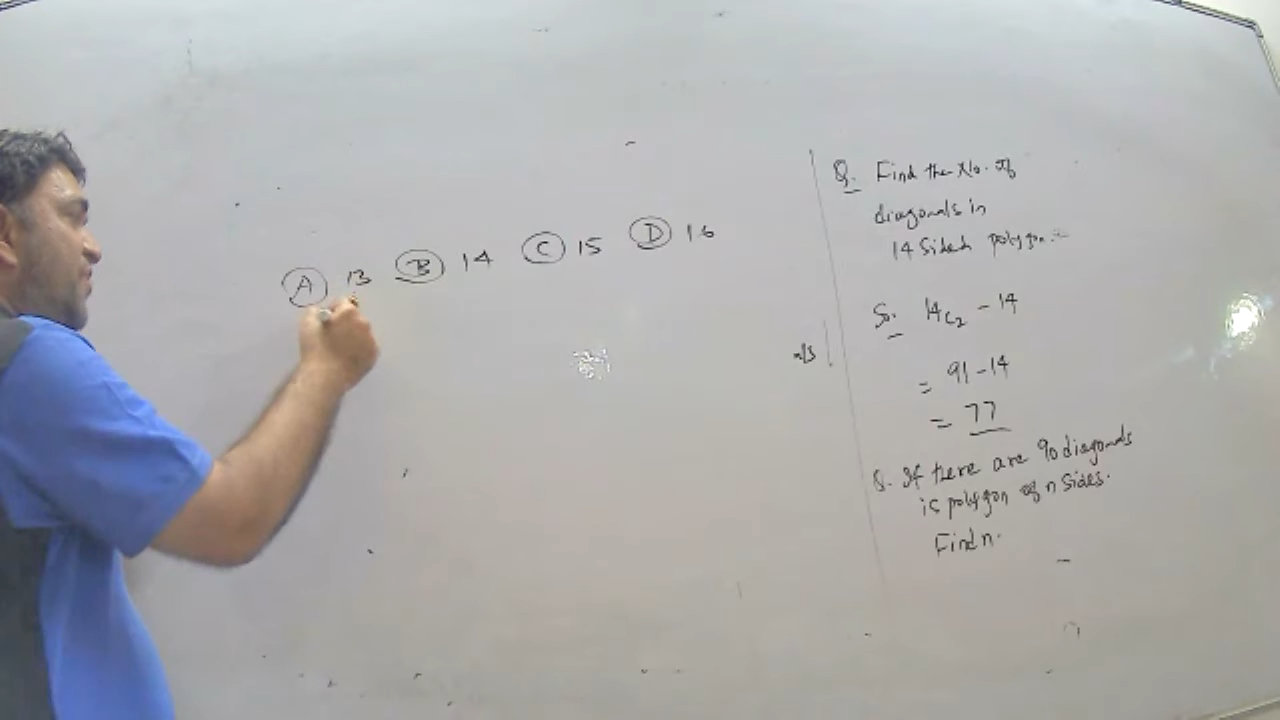 A 13 B 14 C 15 D 16
Q. Find the No. of
diagonals in
14 Sided polygon.
So. 14C2 - 14
= 91 - 14
= 77
Q. If there are 90 diagonals
is polygon of n sides.
Find n.